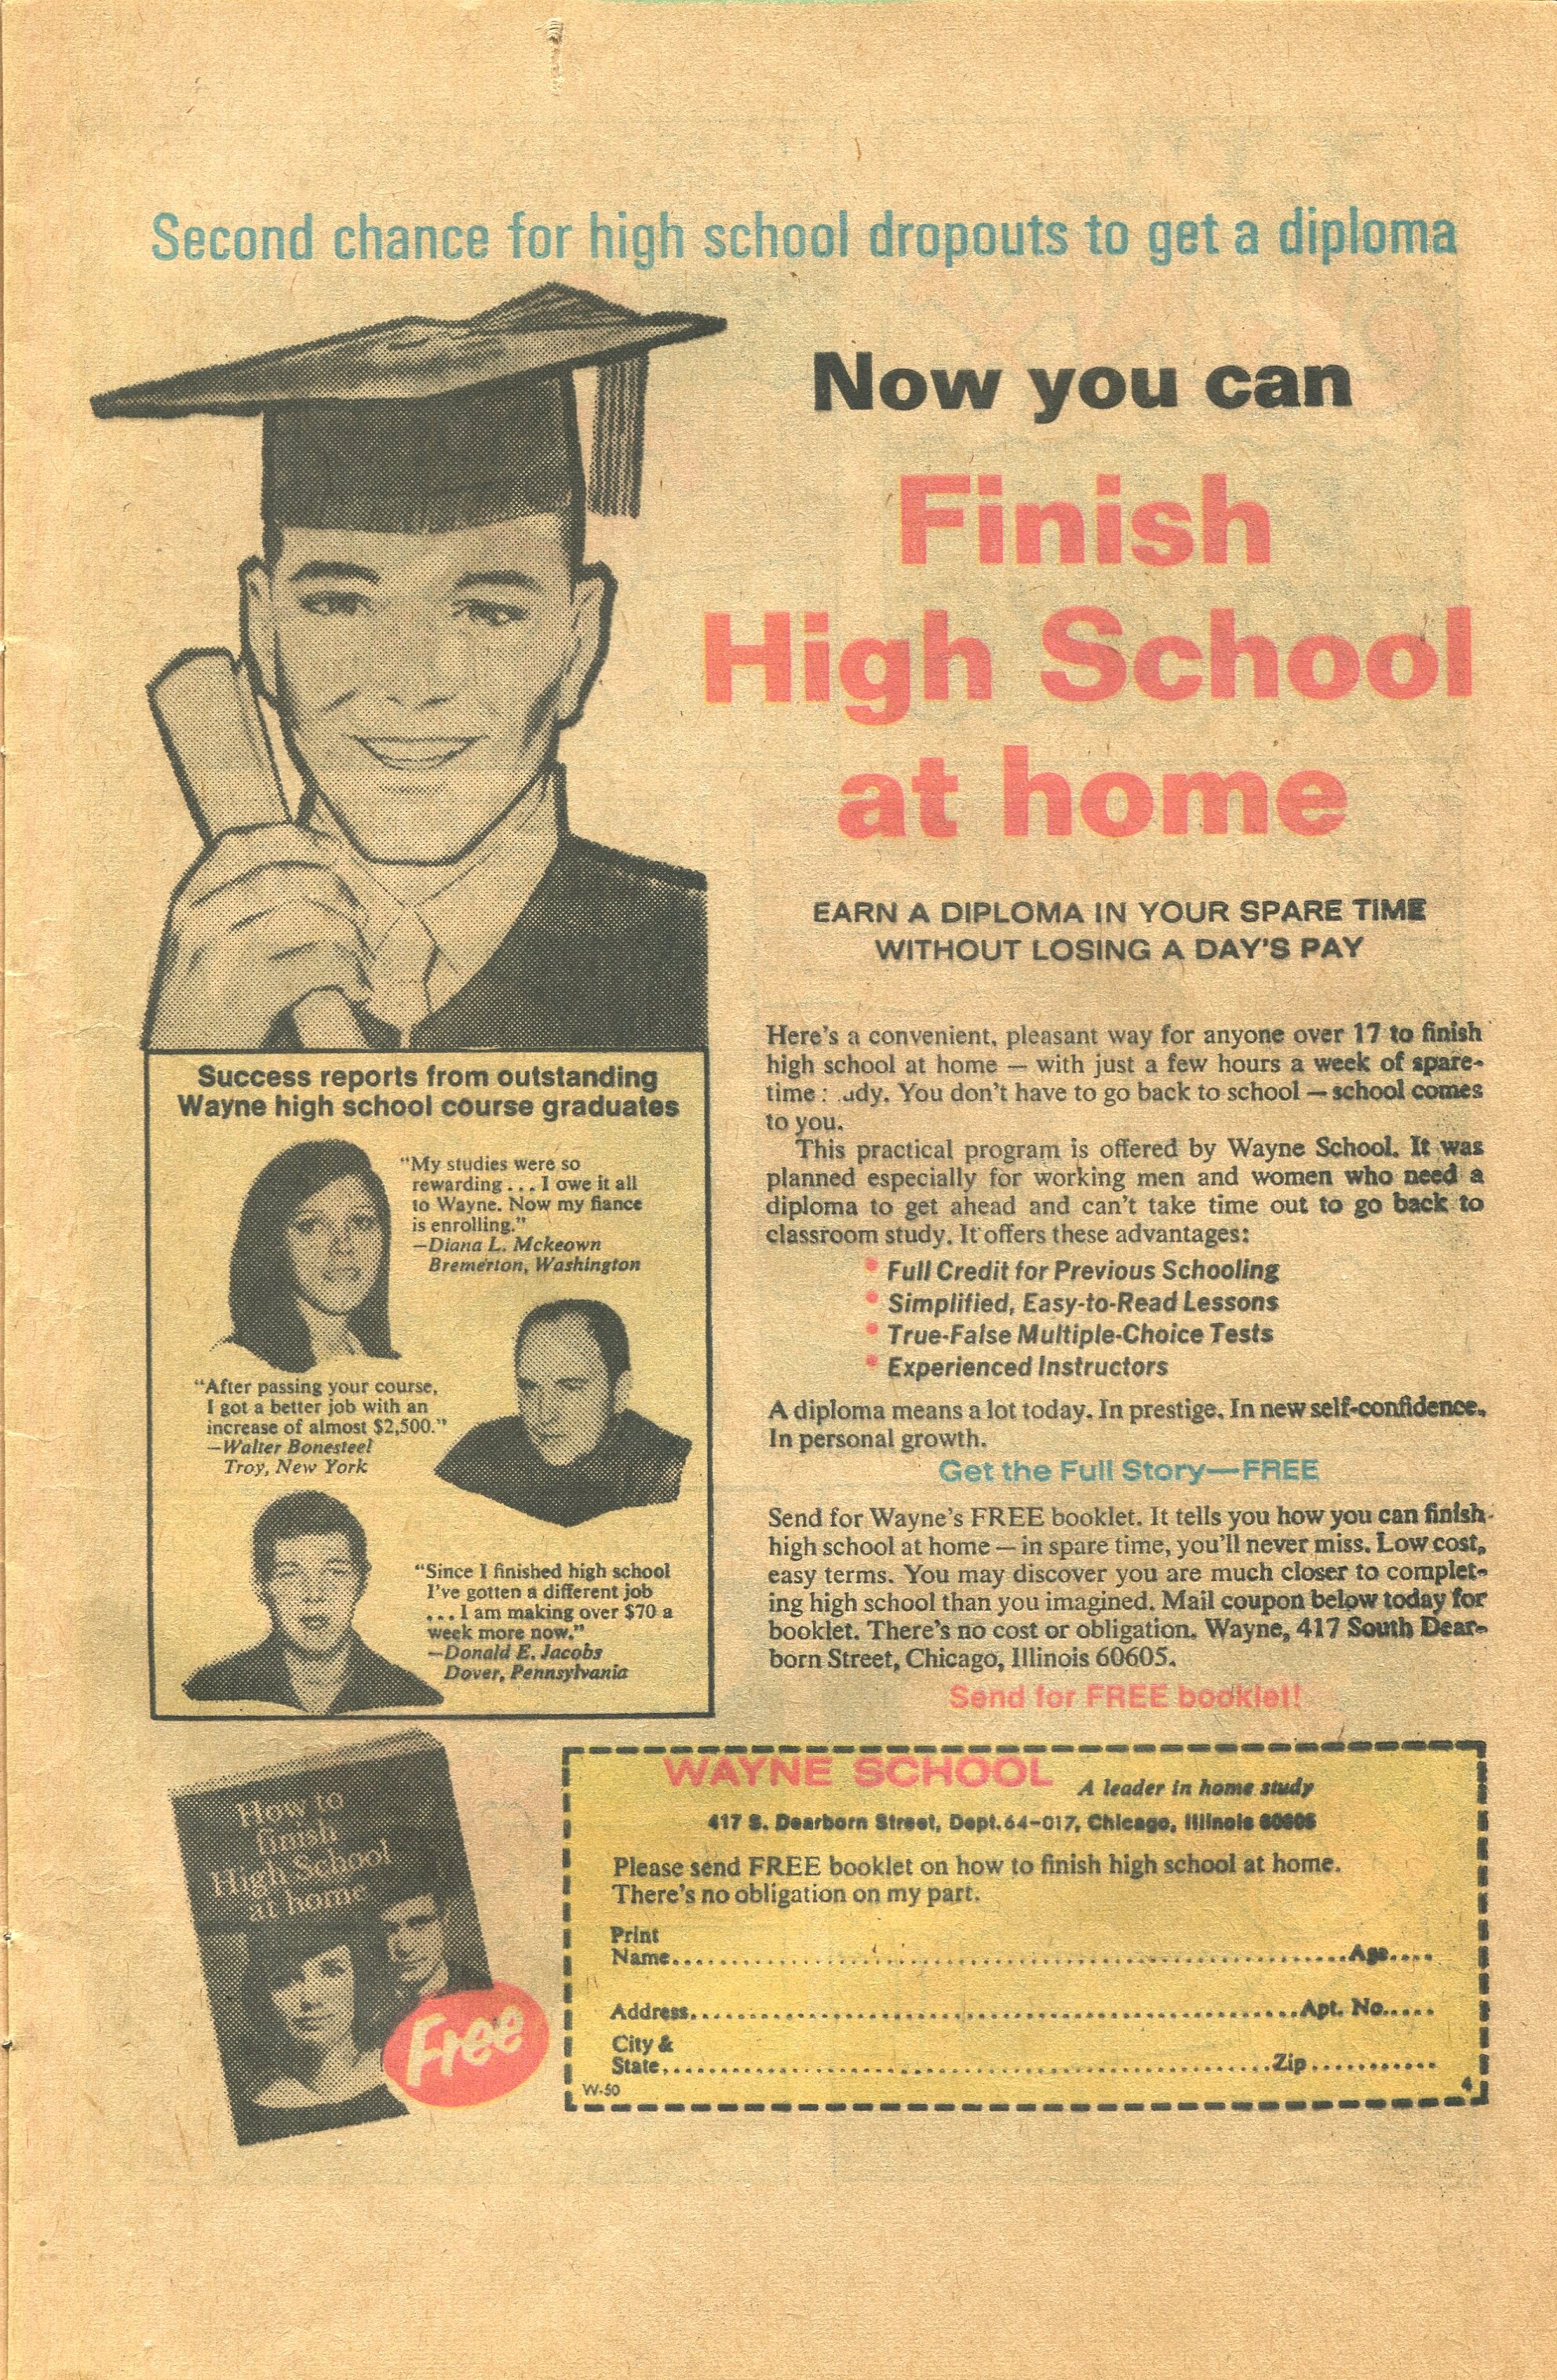 Second chance for high school dropouts to get a diploma
Now you can
Finish
High School
at home
EARN A DIPLOMA IN YOUR SPARE TIME
WITHOUT LOSING A DAY'S PAY
Here's a convenient, pleasant way for anyone over 17 to finish
high school at home — with just a few hours a week of spare-
time : .udy. You don't have to go back to school — school comes
to you.
This practical program is offered by Wayne School. It was
planned especially for working men and women who need a
diploma to get ahead and can't take time out to go back to
classroom study. It offers these advantages:
• Full Credit for Previous Schooling
• Simplified, Easy-to-Read Lessons
• True-False Multiple-Choice Tests
• Experienced Instructors
A diploma means a lot today. In prestige. In new self-confidence.
In personal growth.
Get the Full Story—FREE
Send for Wayne's FREE booklet. It tells you how you can finish
high school at home — in spare time, you'll never miss. Low cost,
easy terms. You may discover you are much closer to complet-
ing high school than you imagined. Mail coupon below today for
booklet. There's no cost or obligation. Wayne, 417 South Dear-
born Street, Chicago, Illinois 60605.
Send for FREE booklet!
Success reports from outstanding
Wayne high school course graduates
"My studies were so
rewarding . . . I owe it all
to Wayne. Now my fiance
is enrolling."
—Diana L. Mckeown
Bremerton, Washington
"After passing your course,
I got a better job with an
increase of almost $2,500."
—Walter Bonesteel
Troy, New York
"Since I finished high school
I've gotten a different job
. . . I am making over $70 a
week more now."
—Donald E. Jacobs
Dover, Pennsylvania
How to
finish
High School
at home
Free
WAYNE SCHOOL A leader in home study
417 S. Dearborn Street, Dept. 64-017, Chicago, Illinois 60605
Please send FREE booklet on how to finish high school at home.
There's no obligation on my part.
Print
Name.....Age....
Address.....Apt. No.....
City &
State.....Zip...........
W-50 4